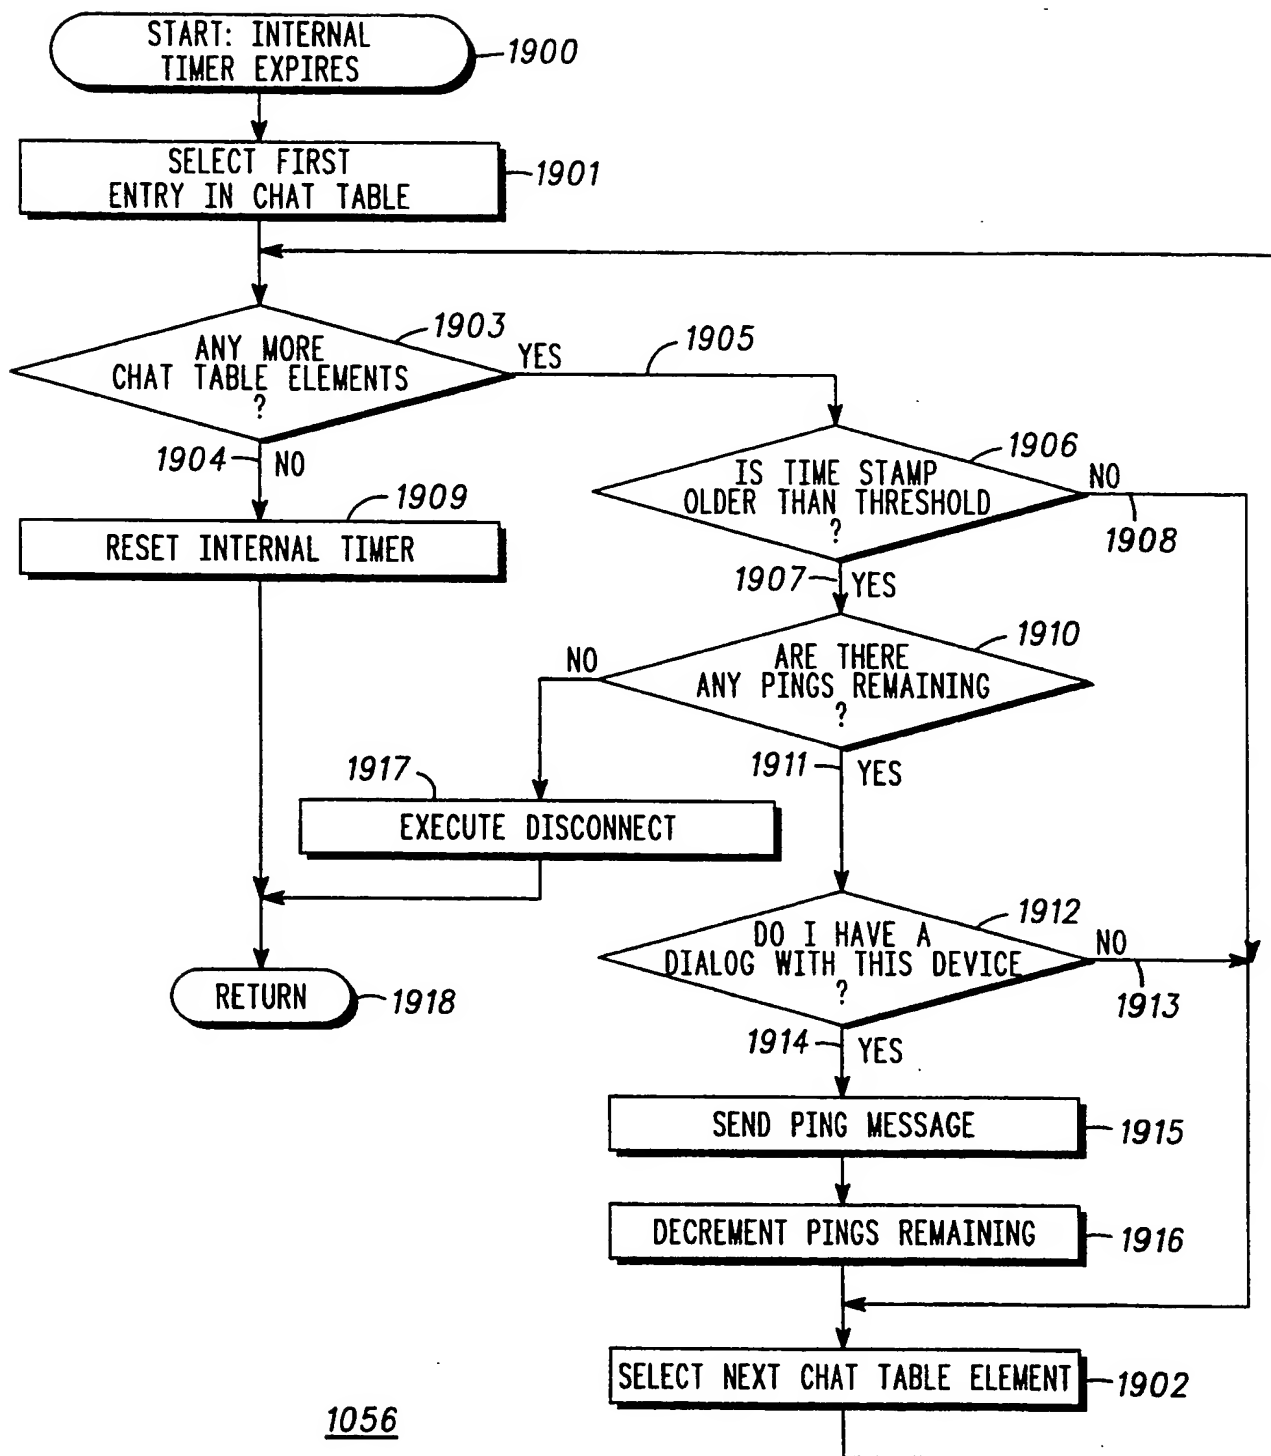 START: INTERNAL
TIMER EXPIRES
1900
SELECT FIRST
ENTRY IN CHAT TABLE
1901
ANY MORE
CHAT TABLE ELEMENTS
?
1903
YES
1905
1904
NO
IS TIME STAMP
OLDER THAN THRESHOLD
?
1906
NO
1908
1909
RESET INTERNAL TIMER
1907
YES
ARE THERE
ANY PINGS REMAINING
?
1910
NO
1911
YES
1917
EXECUTE DISCONNECT
DO I HAVE A
DIALOG WITH THIS DEVICE
?
1912
NO
1913
RETURN
1918
1914
YES
SEND PING MESSAGE
1915
DECREMENT PINGS REMAINING
1916
SELECT NEXT CHAT TABLE ELEMENT
1902
1056